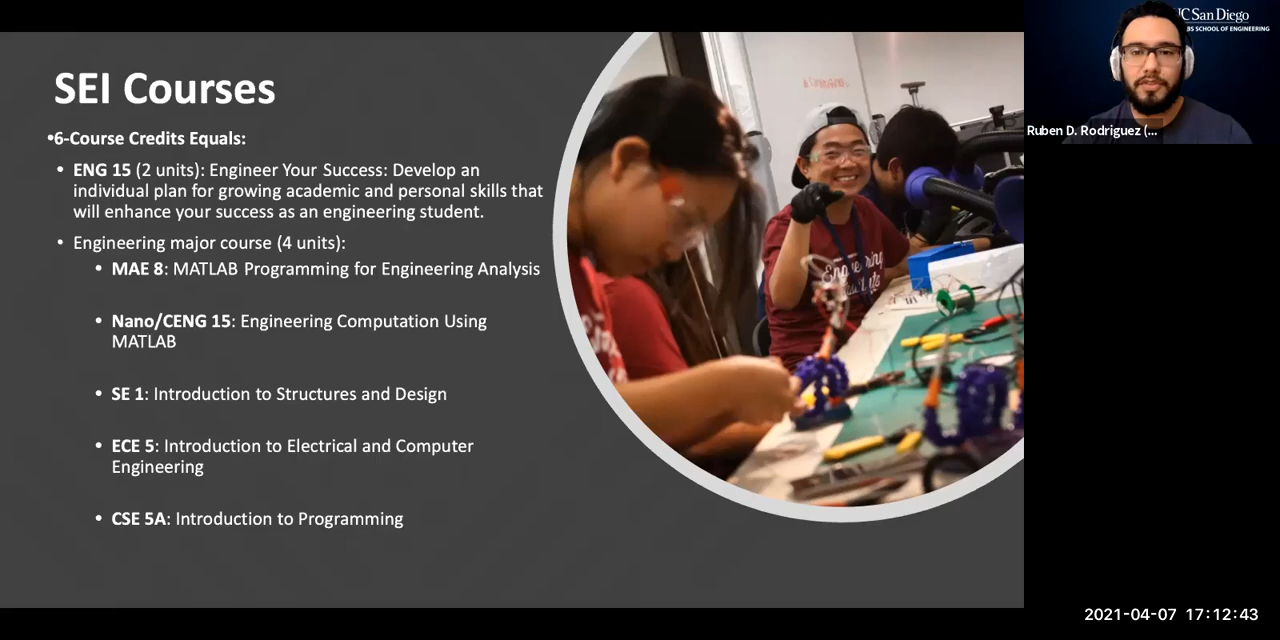 SEI Courses
•6-Course Credits Equals:
• ENG 15 (2 units): Engineer Your Success: Develop an
individual plan for growing academic and personal skills that
will enhance your success as an engineering student.
• Engineering major course (4 units):
• MAE 8: MATLAB Programming for Engineering Analysis
• Nano/CENG 15: Engineering Computation Using
MATLAB
• SE 1: Introduction to Structures and Design
• ECE 5: Introduction to Electrical and Computer
Engineering
• CSE 5A: Introduction to Programming
San Diego
SCHOOL OF ENGINEERING
Ruben D. Rodriguez (...
2021-04-07 17:12:43